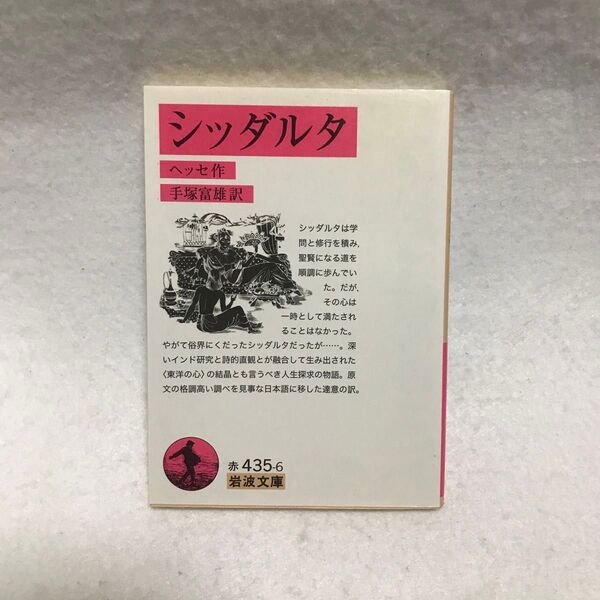 シッダルタ
ヘッセ作
手塚富雄訳
シッダルタは学
問と修行を積み,
聖賢になる道を
順調に歩んでい
た。だが,
その心は
一時として満たされ
ることはなかった。
やがて俗界にくだったシッダルタだったが……。深
いインド研究と詩的直観とが融合して生み出された
〈東洋の心〉の結晶とも言うべき人生探求の物語。原
文の格調高い調べを見事な日本語に移した達意の訳。
赤 435-6
岩波文庫